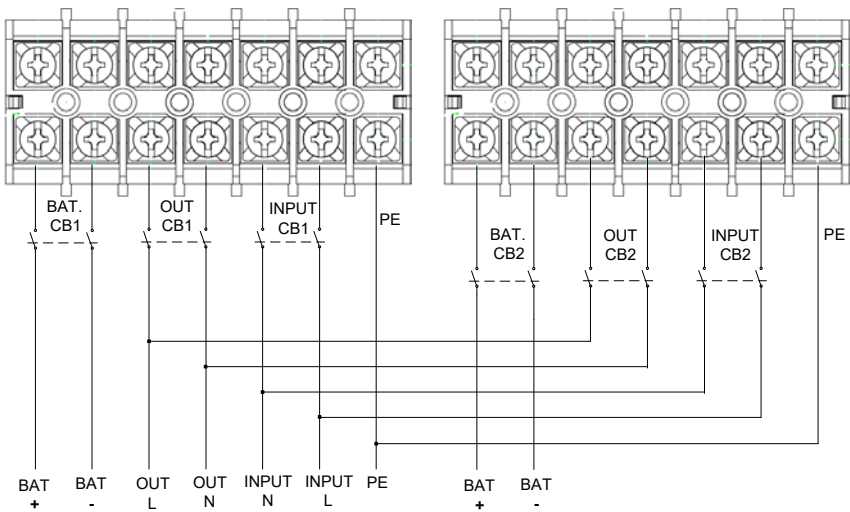 BAT.
CB1
OUT
CB1
INPUT
CB1
PE
BAT.
CB2
OUT
CB2
INPUT
CB2
PE
BAT
+
BAT
-
OUT
L
OUT
N
INPUT
N
INPUT
L
PE
BAT
+
BAT
-